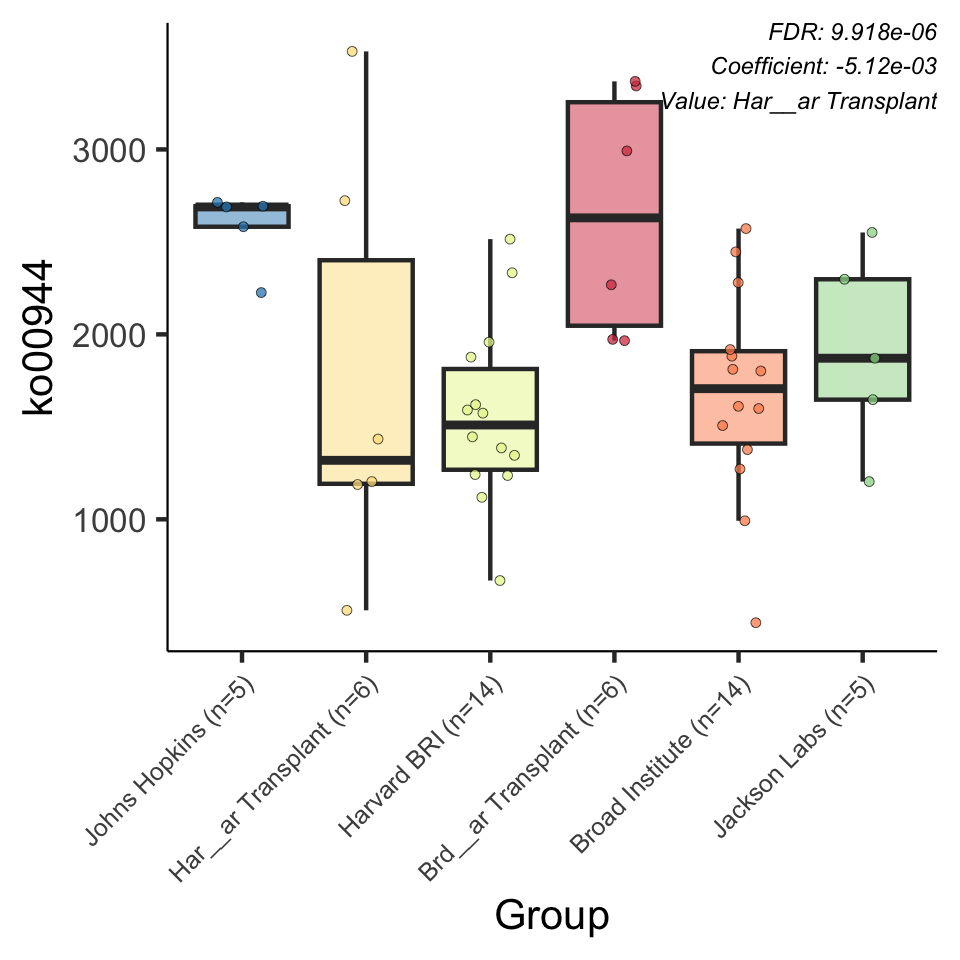 FDR: 9.918e-06
Coefficient: -5.12e-03
Value: Har__ar Transplant
ko00944
3000
2000
1000
Johns Hopkins (n=5)
Har__ar Transplant (n=6)
Harvard BRI (n=14)
Brd__ar Transplant (n=6)
Broad Institute (n=14)
Jackson Labs (n=5)
Group